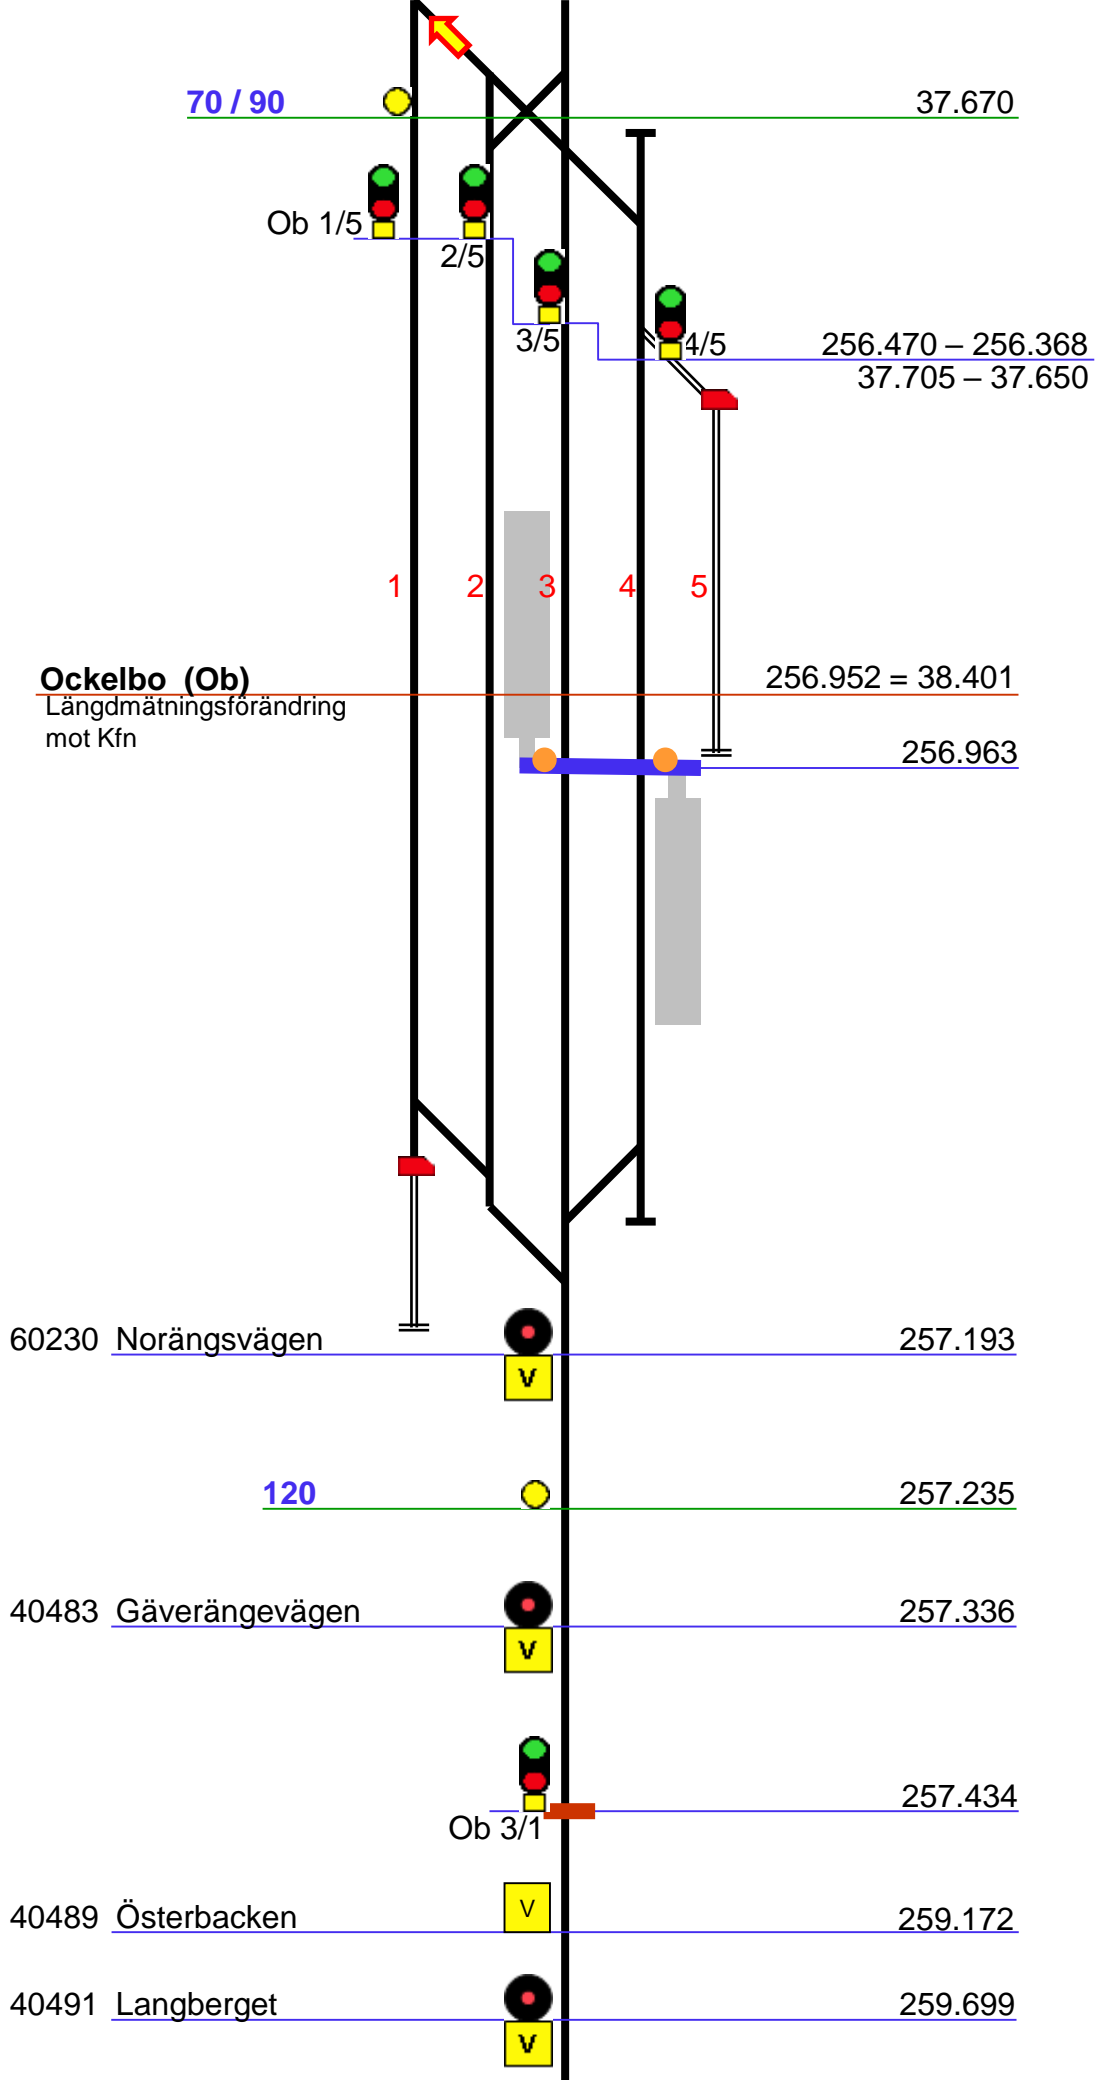 70 / 90 37.670
Ob 1/5
2/5
3/5
4/5 256.470 – 256.368
37.705 – 37.650
1 2 3 4 5
Ockelbo (Ob) 256.952 = 38.401
Längdmätningsförändring
mot Kfn
256.963
60230 Norängsvägen 257.193
V
120 257.235
40483 Gäverängevägen 257.336
V
257.434
Ob 3/1
40489 Österbacken V 259.172
40491 Langberget 259.699
V